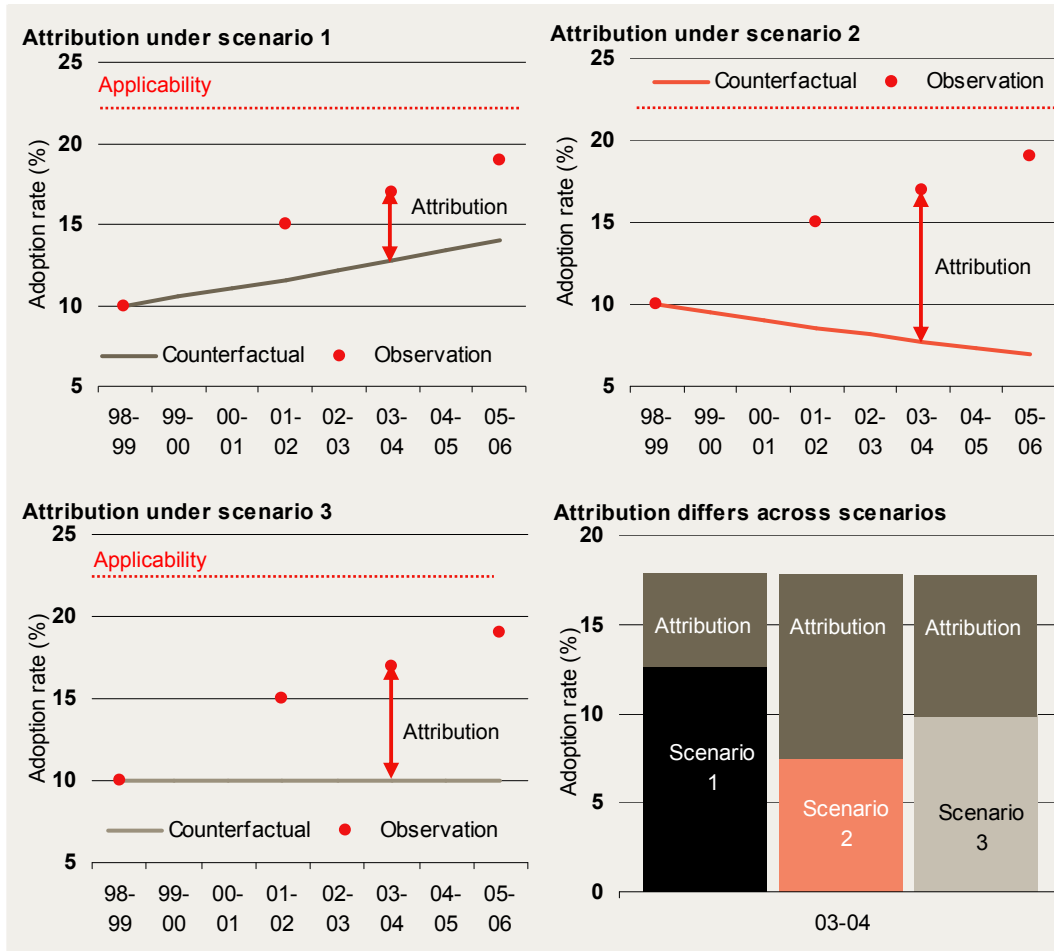 Attribution under scenario 1
25
Applicability
20
15
10
5
Adoption rate (%)
Attribution
Counterfactual Observation
98-99 99-00 00-01 01-02 02-03 03-04 04-05 05-06
Attribution under scenario 2
25
Counterfactual Observation
20
15
10
5
Adoption rate (%)
Attribution
98-99 99-00 00-01 01-02 02-03 03-04 04-05 05-06
Attribution under scenario 3
25
Applicability
20
15
10
5
Adoption rate (%)
Attribution
Counterfactual Observation
98-99 99-00 00-01 01-02 02-03 03-04 04-05 05-06
Attribution differs across scenarios
20
15
10
5
0
Adoption rate (%)
Attribution Attribution Attribution
Scenario 1
Scenario 2
Scenario 3
03-04